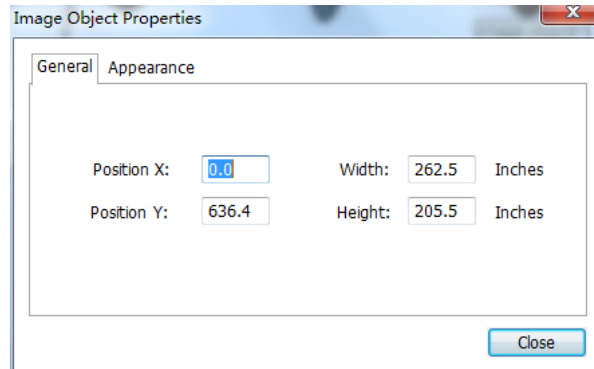 Image Object Properties
General Appearance
Position X: 0.0 Width: 262.5 Inches
Position Y: 636.4 Height: 205.5 Inches
Close